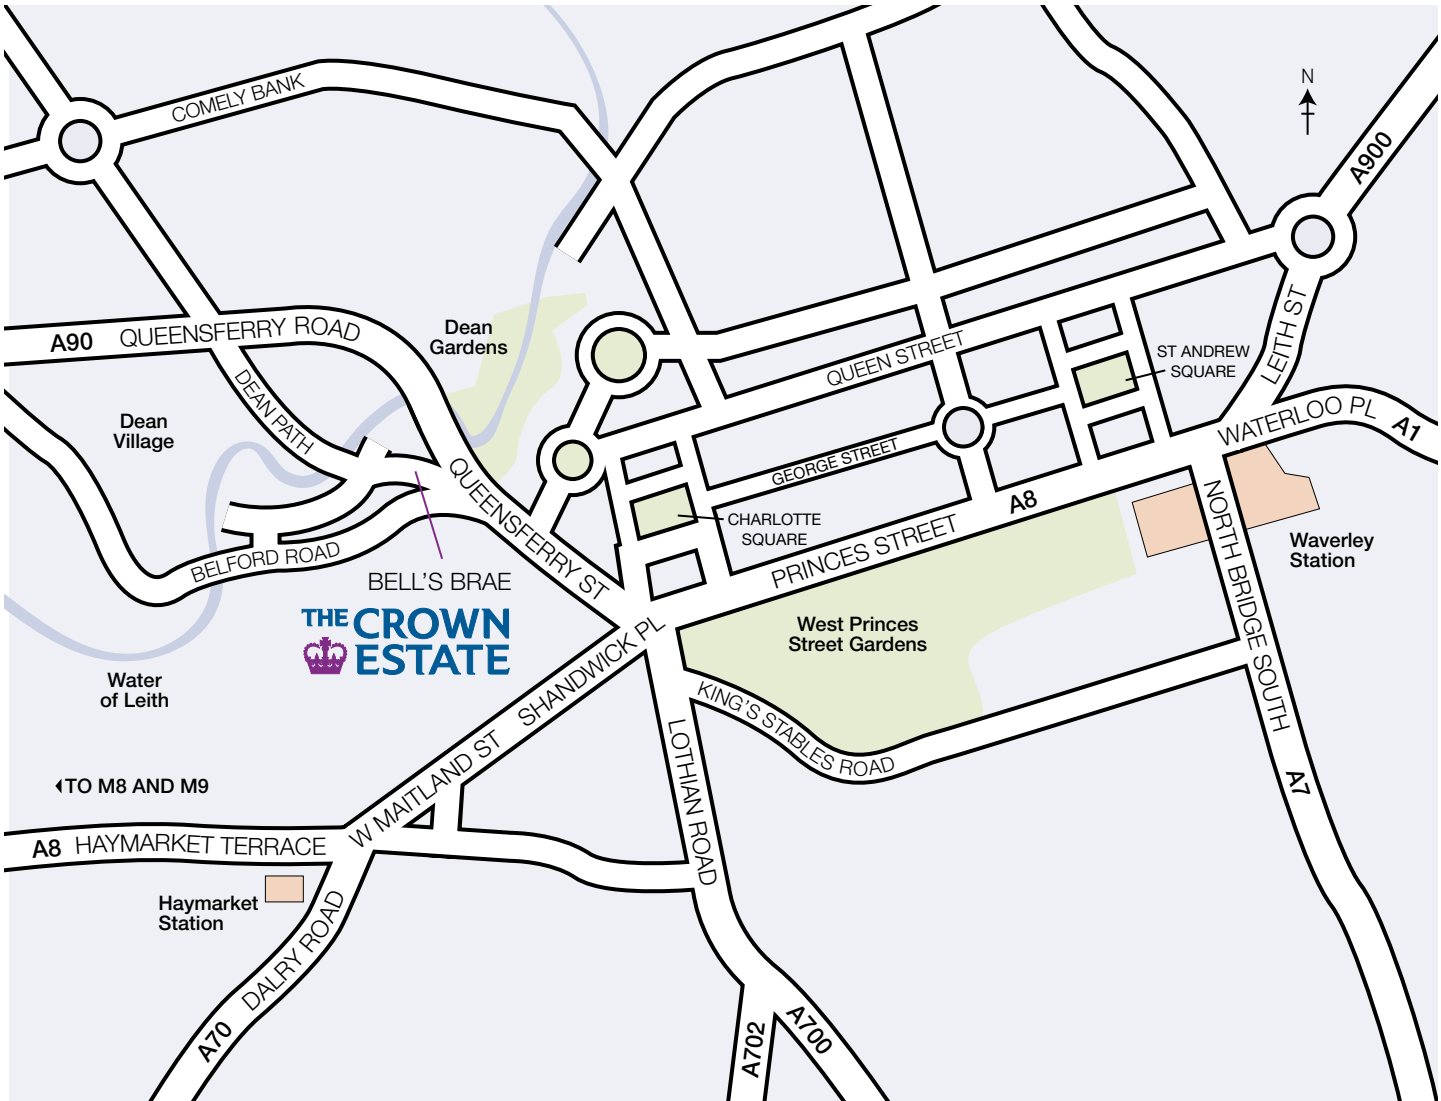 COMELY BANK
N
A900
A90 QUEENSFERRY ROAD
Dean
Gardens
LEITH ST
ST ANDREW
SQUARE
QUEEN STREET
DEAN PATH
Dean
Village
WATERLOO PL
A1
GEORGE STREET
QUEENSFERRY ST
CHARLOTTE
SQUARE
A8
PRINCES STREET
NORTH BRIDGE SOUTH
Waverley
Station
BELFORD ROAD
BELL'S BRAE
THE CROWN
ESTATE
West Princes
Street Gardens
SHANDWICK PL
Water
of Leith
KING'S STABLES ROAD
LOTHIAN ROAD
W MAITLAND ST
TO M8 AND M9
A7
A8 HAYMARKET TERRACE
Haymarket
Station
DALRY ROAD
A70
A702
A700